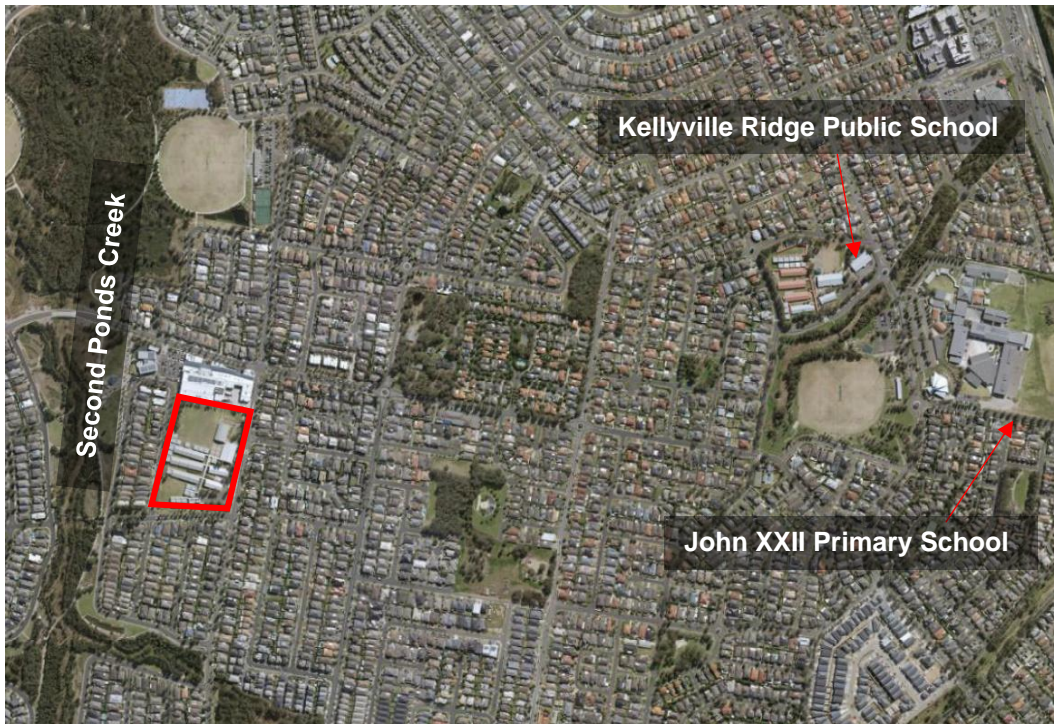 Kellyville Ridge Public School
Second Ponds Creek
John XXII Primary School